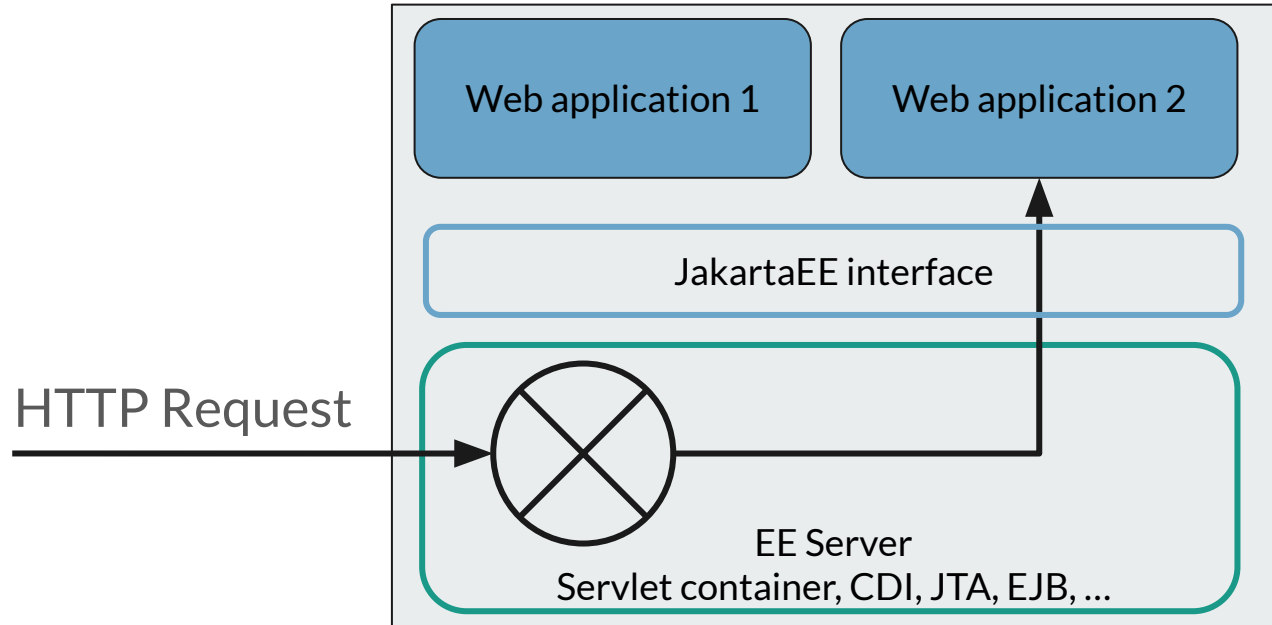 Web application 1
Web application 2
JakartaEE interface
HTTP Request
EE Server
Servlet container, CDI, JTA, EJB, ...